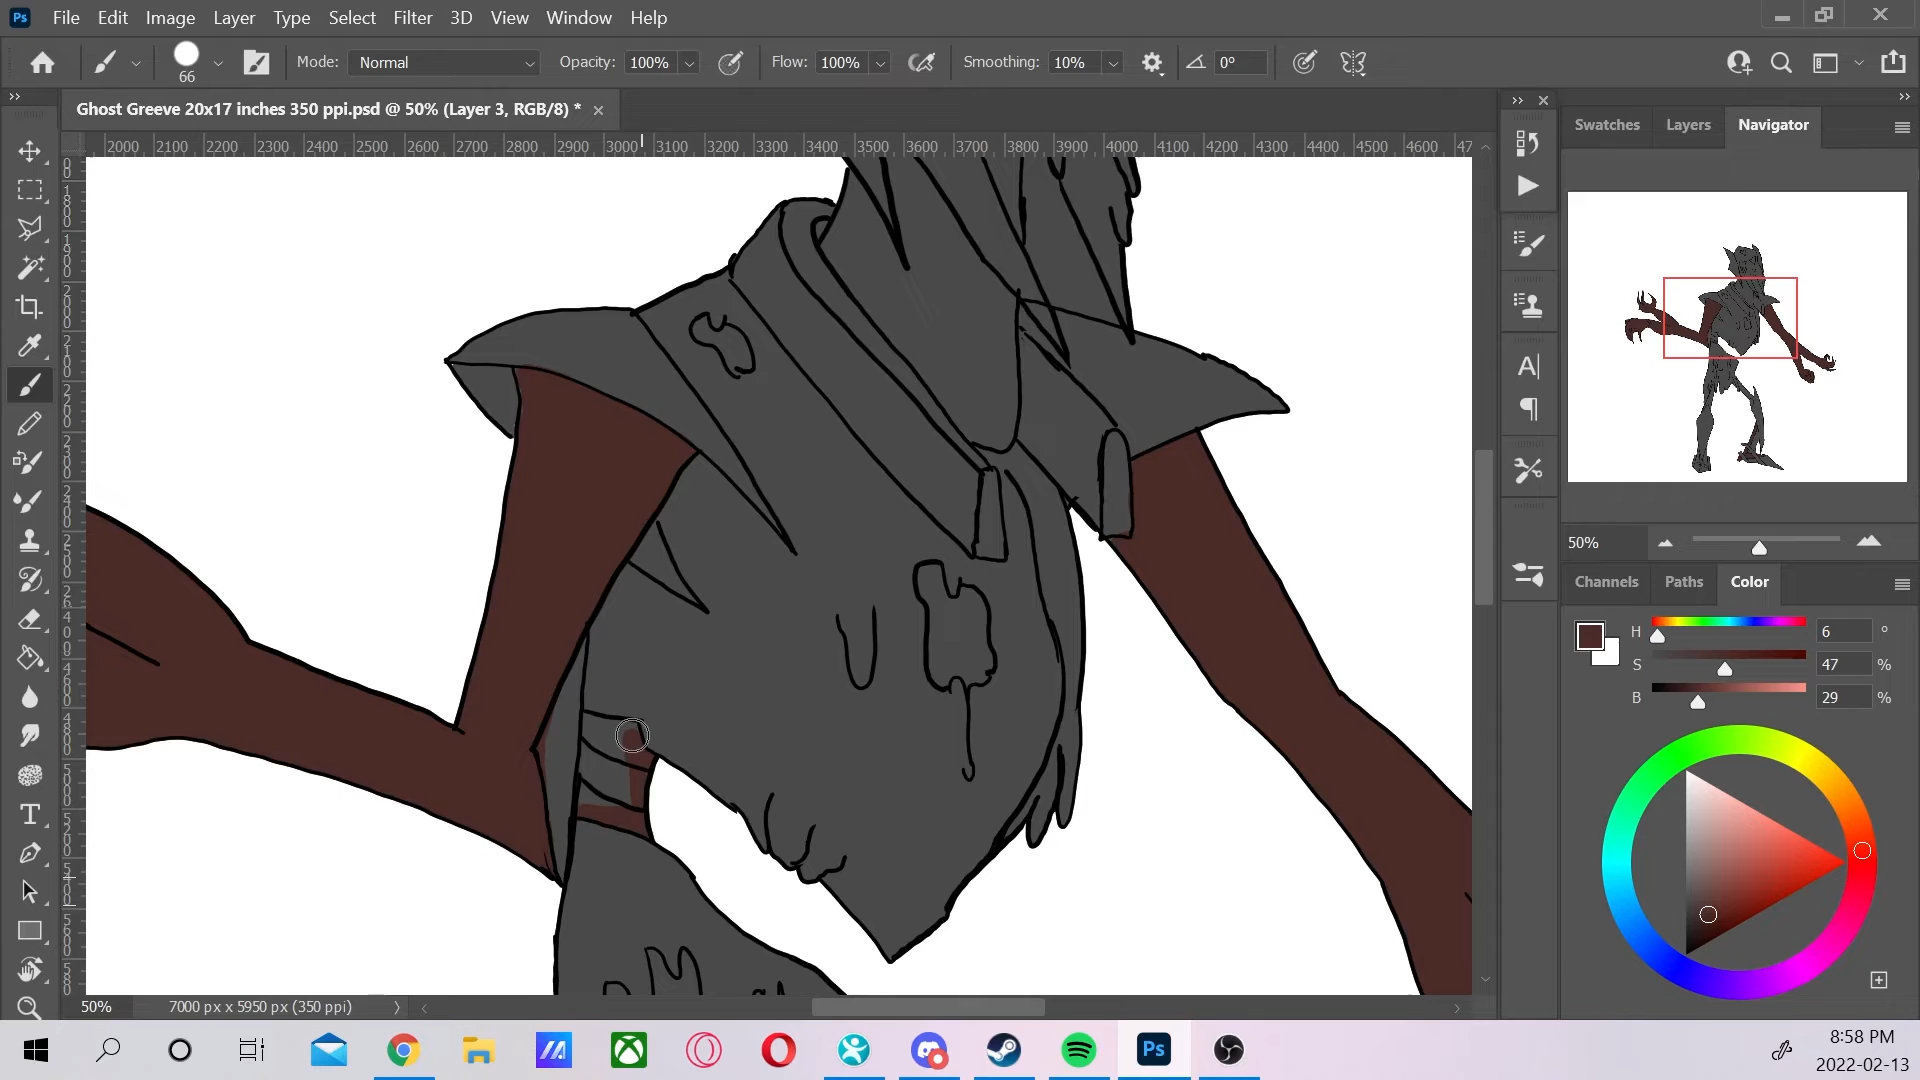 Ps File Edit Image Layer Type Select Filter 3D View Window Help
66 Mode: Normal Opacity: 100% Flow: 100% Smoothing: 10% 0°
Ghost Greeve 20x17 inches 350 ppi.psd @ 50% (Layer 3, RGB/8) *
Swatches Layers Navigator
2000 2100 2200 2300 2400 2500 2600 2700 2800 2900 3000 3100 3200 3300 3400 3500 3600 3700 3800 3900 4000 4100 4200 4300 4400 4500 4600 47
50%
Channels Paths Color
H 6 °
S 47 %
B 29 %
50% 7000 px x 5950 px (350 ppi)
Ps
8:58 PM
2022-02-13